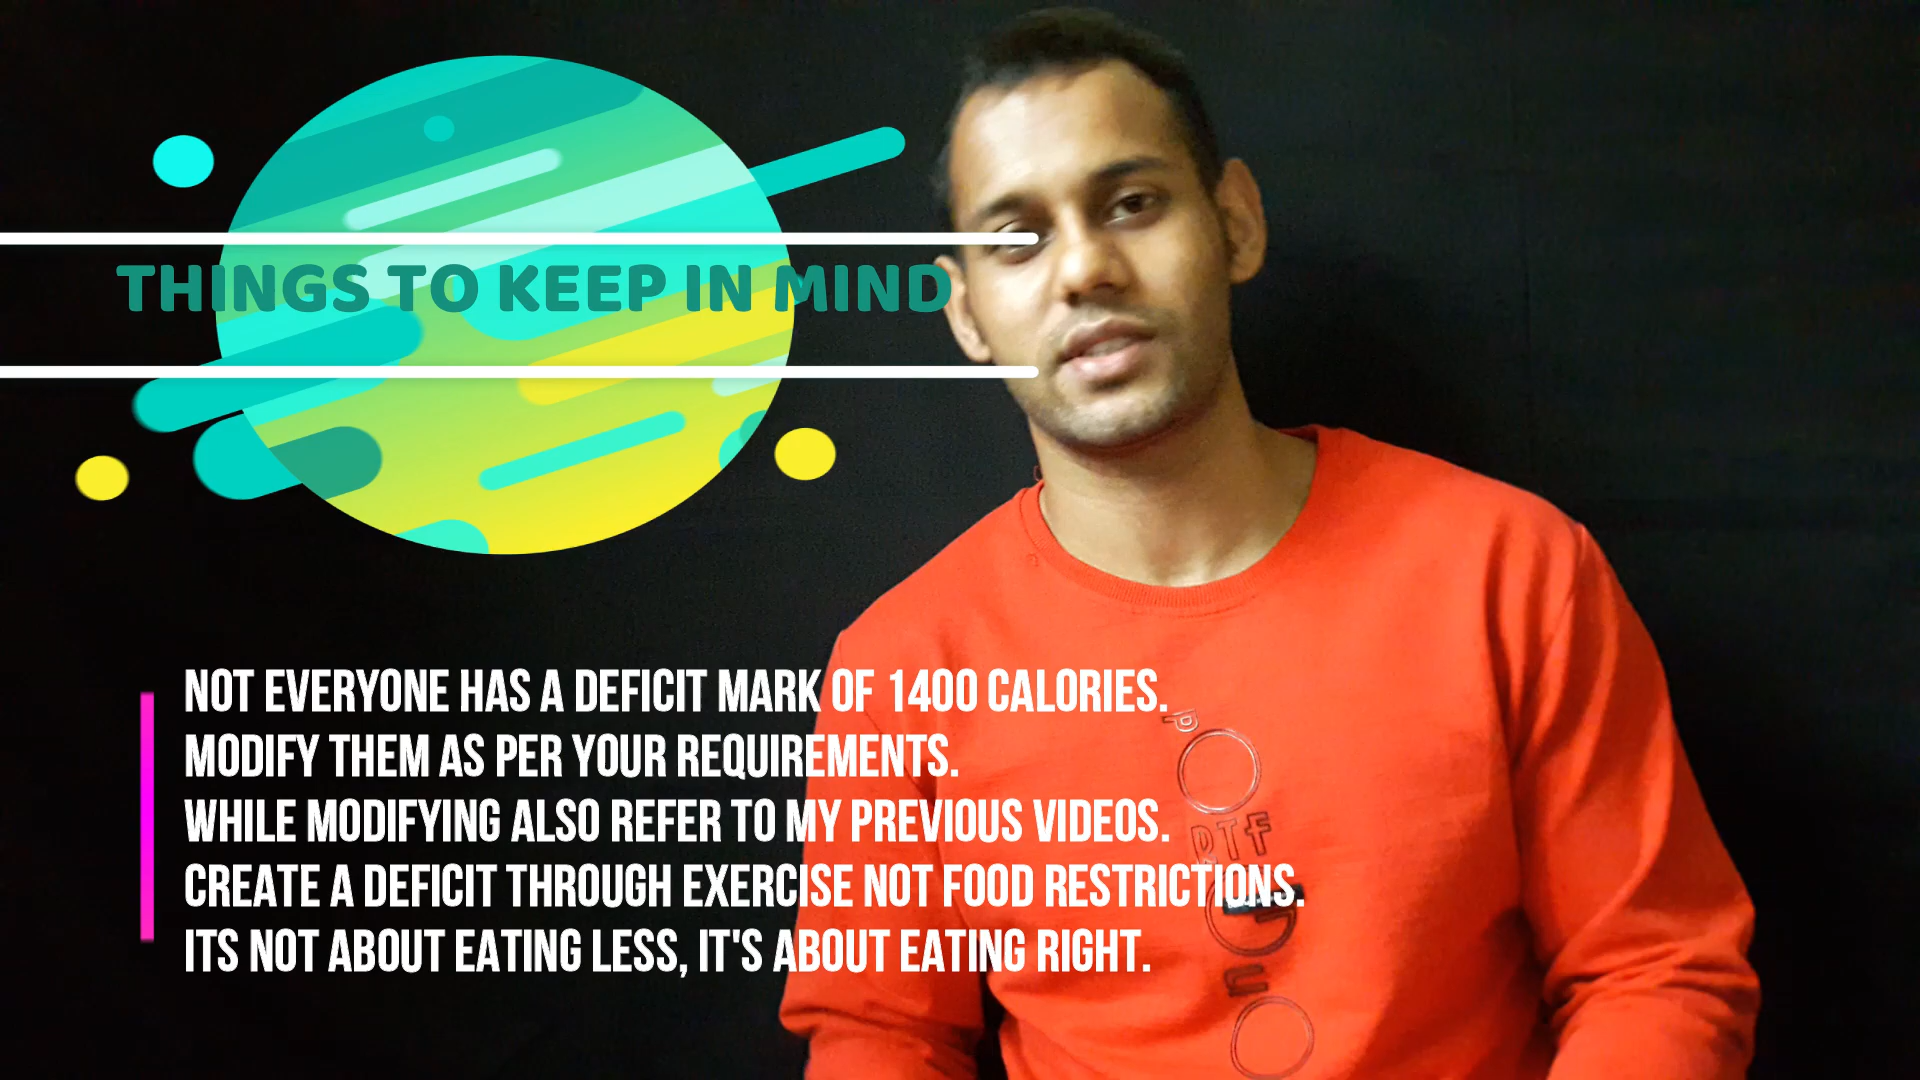 THINGS TO KEEP IN MIND
NOT EVERYONE HAS A DEFICIT MARK OF 1400 CALORIES.
MODIFY THEM AS PER YOUR REQUIREMENTS.
WHILE MODIFYING ALSO REFER TO MY PREVIOUS VIDEOS.
CREATE A DEFICIT THROUGH EXERCISE NOT FOOD RESTRICTIONS.
ITS NOT ABOUT EATING LESS, IT'S ABOUT EATING RIGHT.